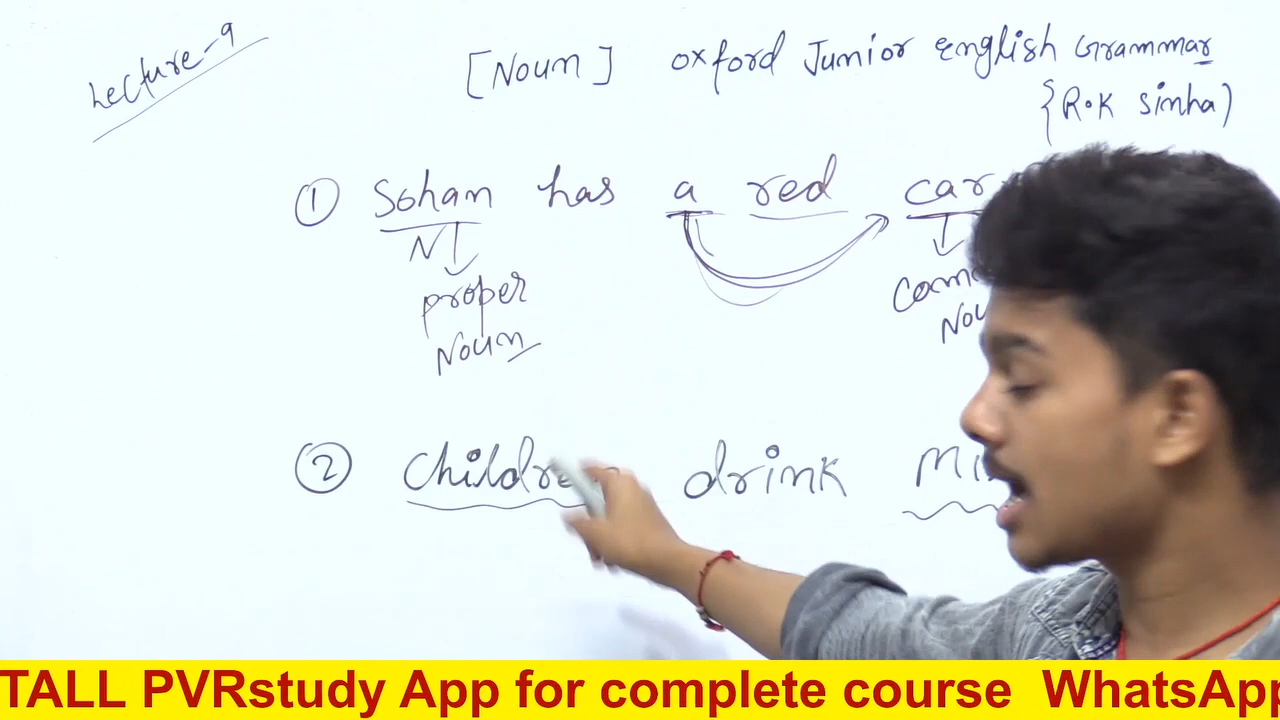 Lecture-9
[Noun] Oxford Junior English Grammar
{R.K Sinha)
① Sohan has a red car
N
proper
Noun
② Children drink
TALL PVRstudy App for complete course WhatsApp